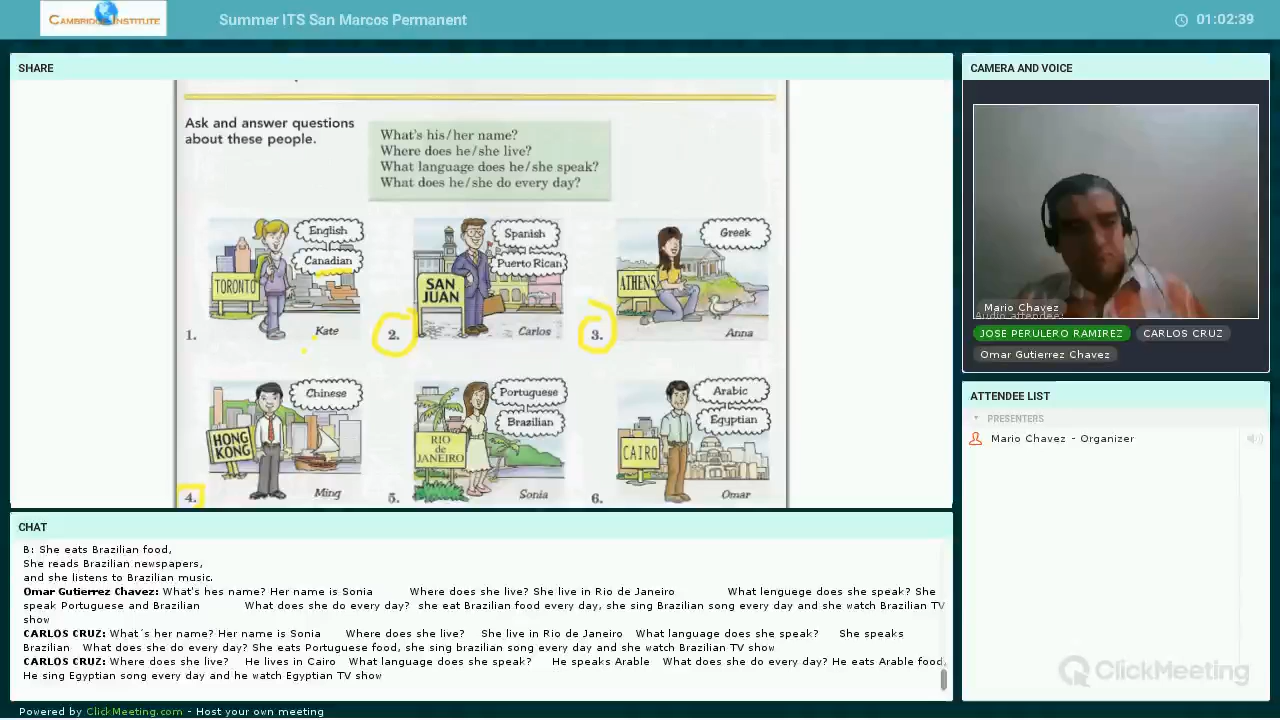 CAMBRIDGE INSTITUTE
Summer ITS San Marcos Permanent
01:02:39
SHARE
CAMERA AND VOICE
Ask and answer questions
about these people.
What's his/her name?
Where does he/she live?
What language does he/she speak?
What does he/she do every day?
English
Canadian
TORONTO
1.
Kate
Spanish
Puerto Rican
SAN
JUAN
2.
Carlos
Greek
ATHENS
3.
Anna
Chinese
HONG
KONG
4.
Ming
Portuguese
Brazilian
RIO
de
JANEIRO
5.
Sonia
Arabic
Egyptian
CAIRO
6.
Omar
Mario Chavez
JOSE PERULERO RAMIREZ
CARLOS CRUZ
Omar Gutierrez Chavez
ATTENDEE LIST
PRESENTERS
Mario Chavez - Organizer
CHAT
B: She eats Brazilian food,
She reads Brazilian newspapers,
and she listens to Brazilian music.
Omar Gutierrez Chavez: What's hes name? Her name is Sonia Where does she live? She live in Rio de Janeiro What lenguege does she speak? She
speak Portuguese and Brazilian What does she do every day? she eat Brazilian food every day, she sing Brazilian song every day and she watch Brazilian TV
show
CARLOS CRUZ: What´s her name? Her name is Sonia Where does she live? She live in Rio de Janeiro What language does she speak? She speaks
Brazilian What does she do every day? She eats Portuguese food, she sing brazilian song every day and she watch Brazilian TV show
CARLOS CRUZ: Where does she live? He lives in Cairo What language does she speak? He speaks Arable What does she do every day? He eats Arable food,
He sing Egyptian song every day and he watch Egyptian TV show
ClickMeeting
Powered by ClickMeeting.com - Host your own meeting